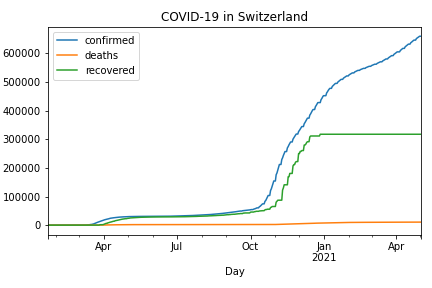 COVID-19 in Switzerland
confirmed
deaths
recovered
600000
500000
400000
300000
200000
100000
0
Apr Jul Oct Jan Apr
2021
Day